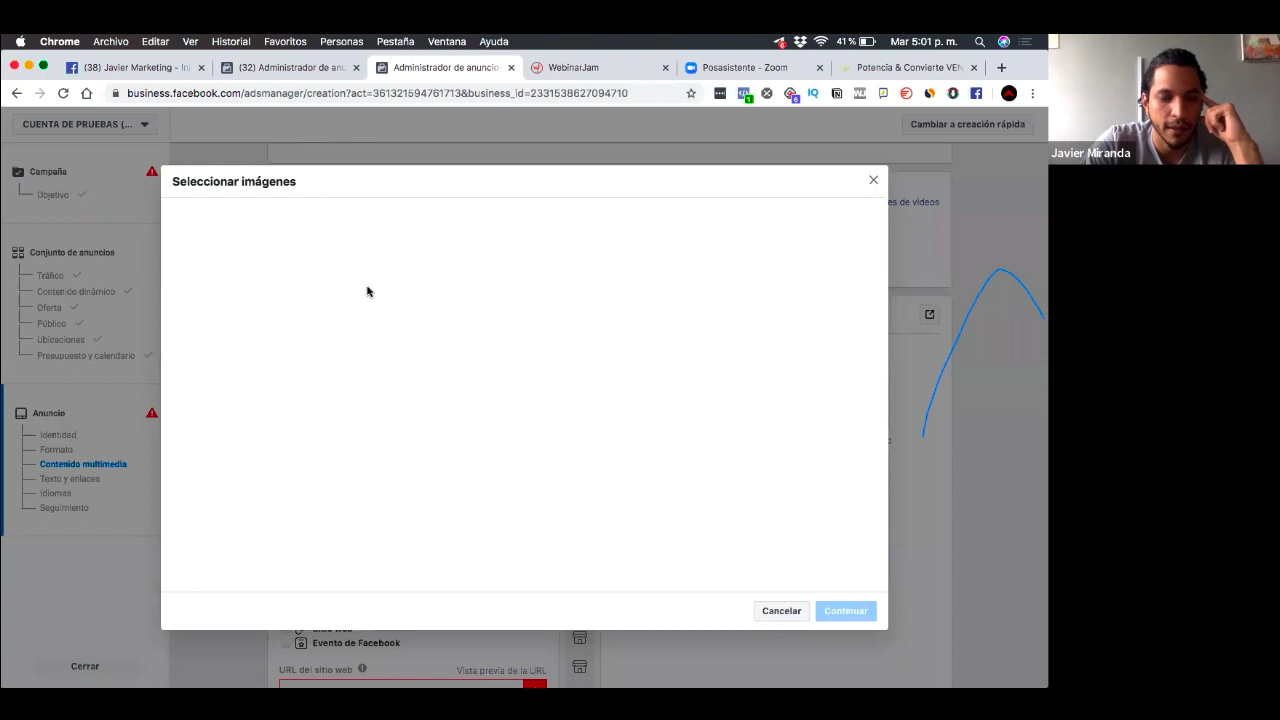 Chrome Archivo Editar Ver Historial Favoritos Personas Pestaña Ventana Ayuda
41% Mar 5:01 p. m.
(38) Javier Marketing - In
(32) Administrador de anu
Administrador de anuncio
WebinarJam
Posasistente - Zoom
Potencia & Convierte VEN
business.facebook.com/adsmanager/creation?act=361321594761713&business_id=2331538627094710
CUENTA DE PRUEBAS (...
Cambiar a creación rápida
Javier Miranda
Campaña
Objetivo
Conjunto de anuncios
Tráfico
Contenido dinámico
Oferta
Público
Ubicaciones
Presupuesto y calendario
Anuncio
Identidad
Formato
Contenido multimedia
Texto y enlaces
Idiomas
Seguimiento
Cerrar
Seleccionar imágenes
es de vídeos
Cancelar
Continuar
Evento de Facebook
URL del sitio web
Vista previa de la URL